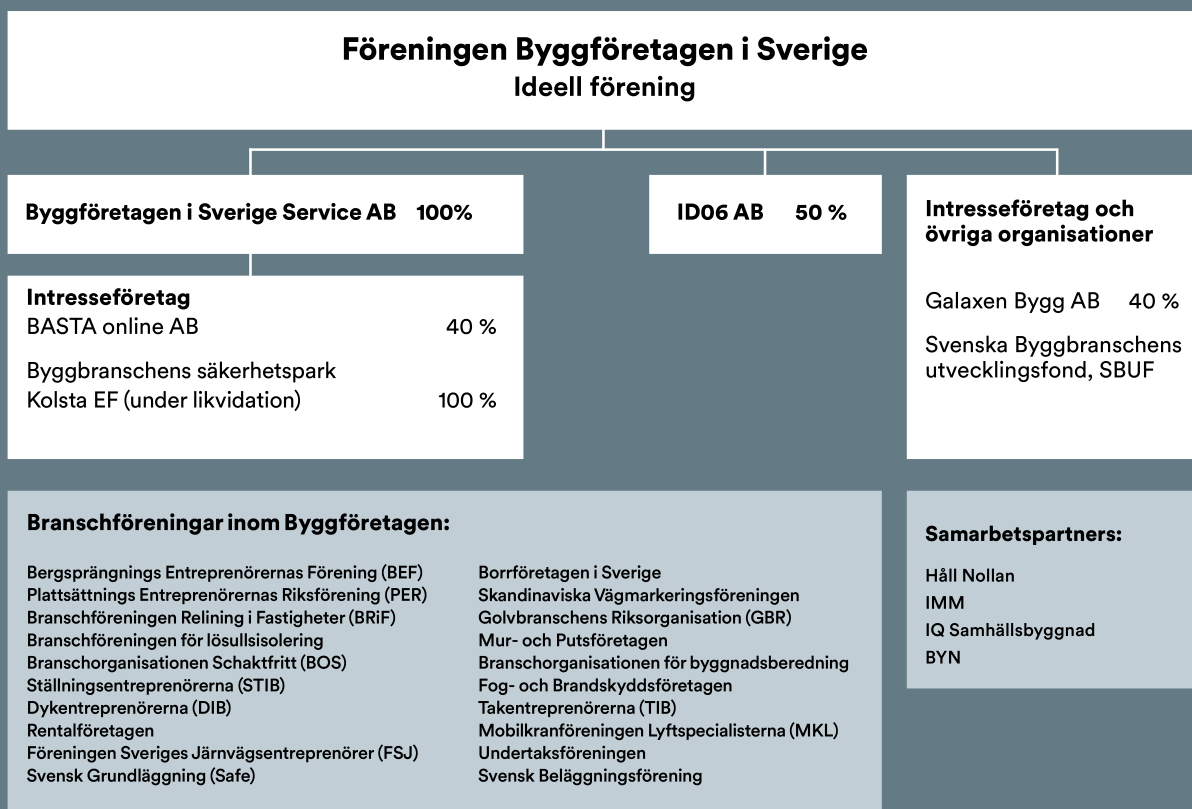 Föreningen Byggföretagen i Sverige
Ideell förening
Byggföretagen i Sverige Service AB 100%
ID06 AB 50 %
Intresseföretag och
övriga organisationer
Galaxen Bygg AB 40 %
Svenska Byggbranschens
utvecklingsfond, SBUF
Intresseföretag
BASTA online AB 40 %
Byggbranschens säkerhetspark
Kolsta EF (under likvidation) 100 %
Branschföreningar inom Byggföretagen:
Bergsprängnings Entreprenörernas Förening (BEF)
Plattsättnings Entreprenörernas Riksförening (PER)
Branschföreningen Relining i Fastigheter (BRiF)
Branschföreningen för lösullsisolering
Branschorganisationen Schaktfritt (BOS)
Ställningsentreprenörerna (STIB)
Dykentreprenörerna (DIB)
Rentalföretagen
Föreningen Sveriges Järnvägsentreprenörer (FSJ)
Svensk Grundläggning (Safe)
Borrföretagen i Sverige
Skandinaviska Vägmarkeringsföreningen
Golvbranschens Riksorganisation (GBR)
Mur- och Putsföretagen
Branschorganisationen för byggnadsberedning
Fog- och Brandskyddsföretagen
Takentreprenörerna (TIB)
Mobilkranföreningen Lyftspecialisterna (MKL)
Undertaksföreningen
Svensk Beläggningsförening
Samarbetspartners:
Håll Nollan
IMM
IQ Samhällsbyggnad
BYN